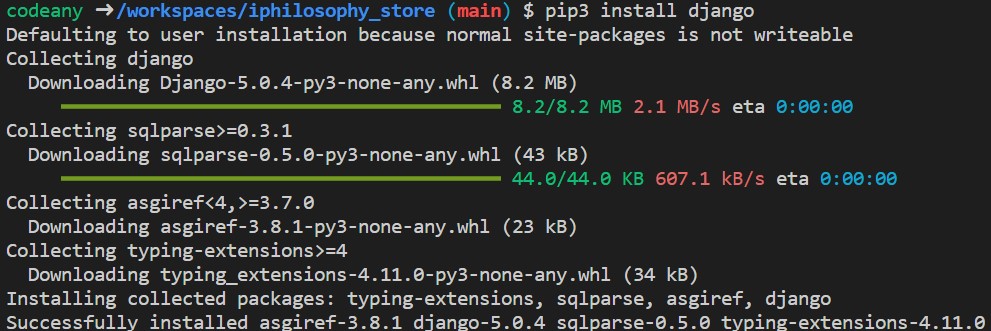 codeany ➜/workspaces/iphilosophy_store (main) $ pip3 install django
Defaulting to user installation because normal site-packages is not writeable
Collecting django
  Downloading Django-5.0.4-py3-none-any.whl (8.2 MB)
8.2/8.2 MB 2.1 MB/s eta 0:00:00
Collecting sqlparse>=0.3.1
  Downloading sqlparse-0.5.0-py3-none-any.whl (43 kB)
44.0/44.0 KB 607.1 kB/s eta 0:00:00
Collecting asgiref<4,>=3.7.0
  Downloading asgiref-3.8.1-py3-none-any.whl (23 kB)
Collecting typing-extensions>=4
  Downloading typing_extensions-4.11.0-py3-none-any.whl (34 kB)
Installing collected packages: typing-extensions, sqlparse, asgiref, django
Successfully installed asgiref-3.8.1 django-5.0.4 sqlparse-0.5.0 typing-extensions-4.11.0